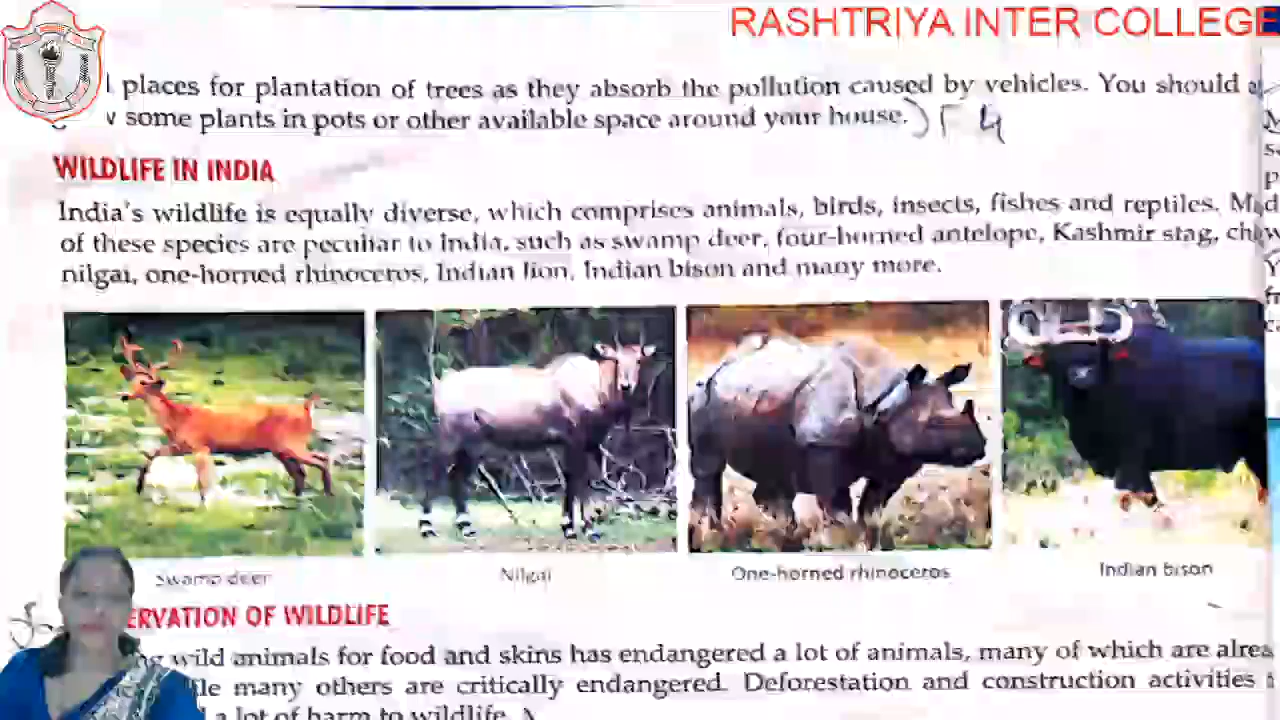 RASHTRIYA INTER COLLEGE
places for plantation of trees as they absorb the pollution caused by vehicles. You should
some plants in pots or other available space around your house.
WILDLIFE IN INDIA
India's wildlife is equally diverse, which comprises animals, birds, insects, fishes and reptiles.
of these species are peculiar to India, such as swamp deer, four-horned antelope, Kashmir stag,
nilgai, one-horned rhinoceros, Indian lion, Indian bison and many more.
Swamp deer
Nilgai
One-horned rhinoceros
Indian bison
ERVATION OF WILDLIFE
wild animals for food and skins has endangered a lot of animals, many of which are alrea
many others are critically endangered. Deforestation and construction activities
a lot of harm to wildlife.